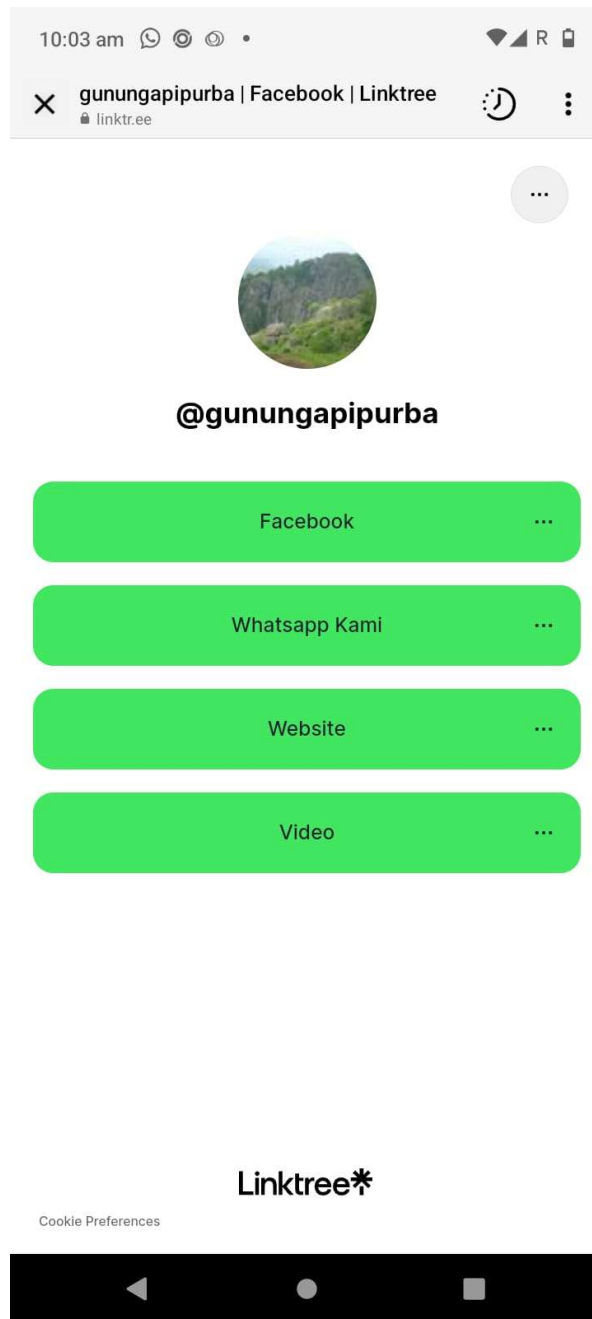 10:03 am R
gunungapipurba | Facebook | Linktree
linktr.ee
@gunungapipurba
Facebook
Whatsapp Kami
Website
Video
Linktree
Cookie Preferences